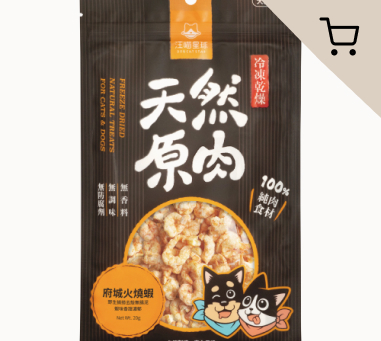 汪喵星球
冷凍乾燥
天然
原肉
FREEZE DRIED
NATURAL TREATS
FOR CATS & DOGS
無香料
無調味
無防腐劑
100%
純肉
食材
府城火燒蝦
Net Wt. 30g